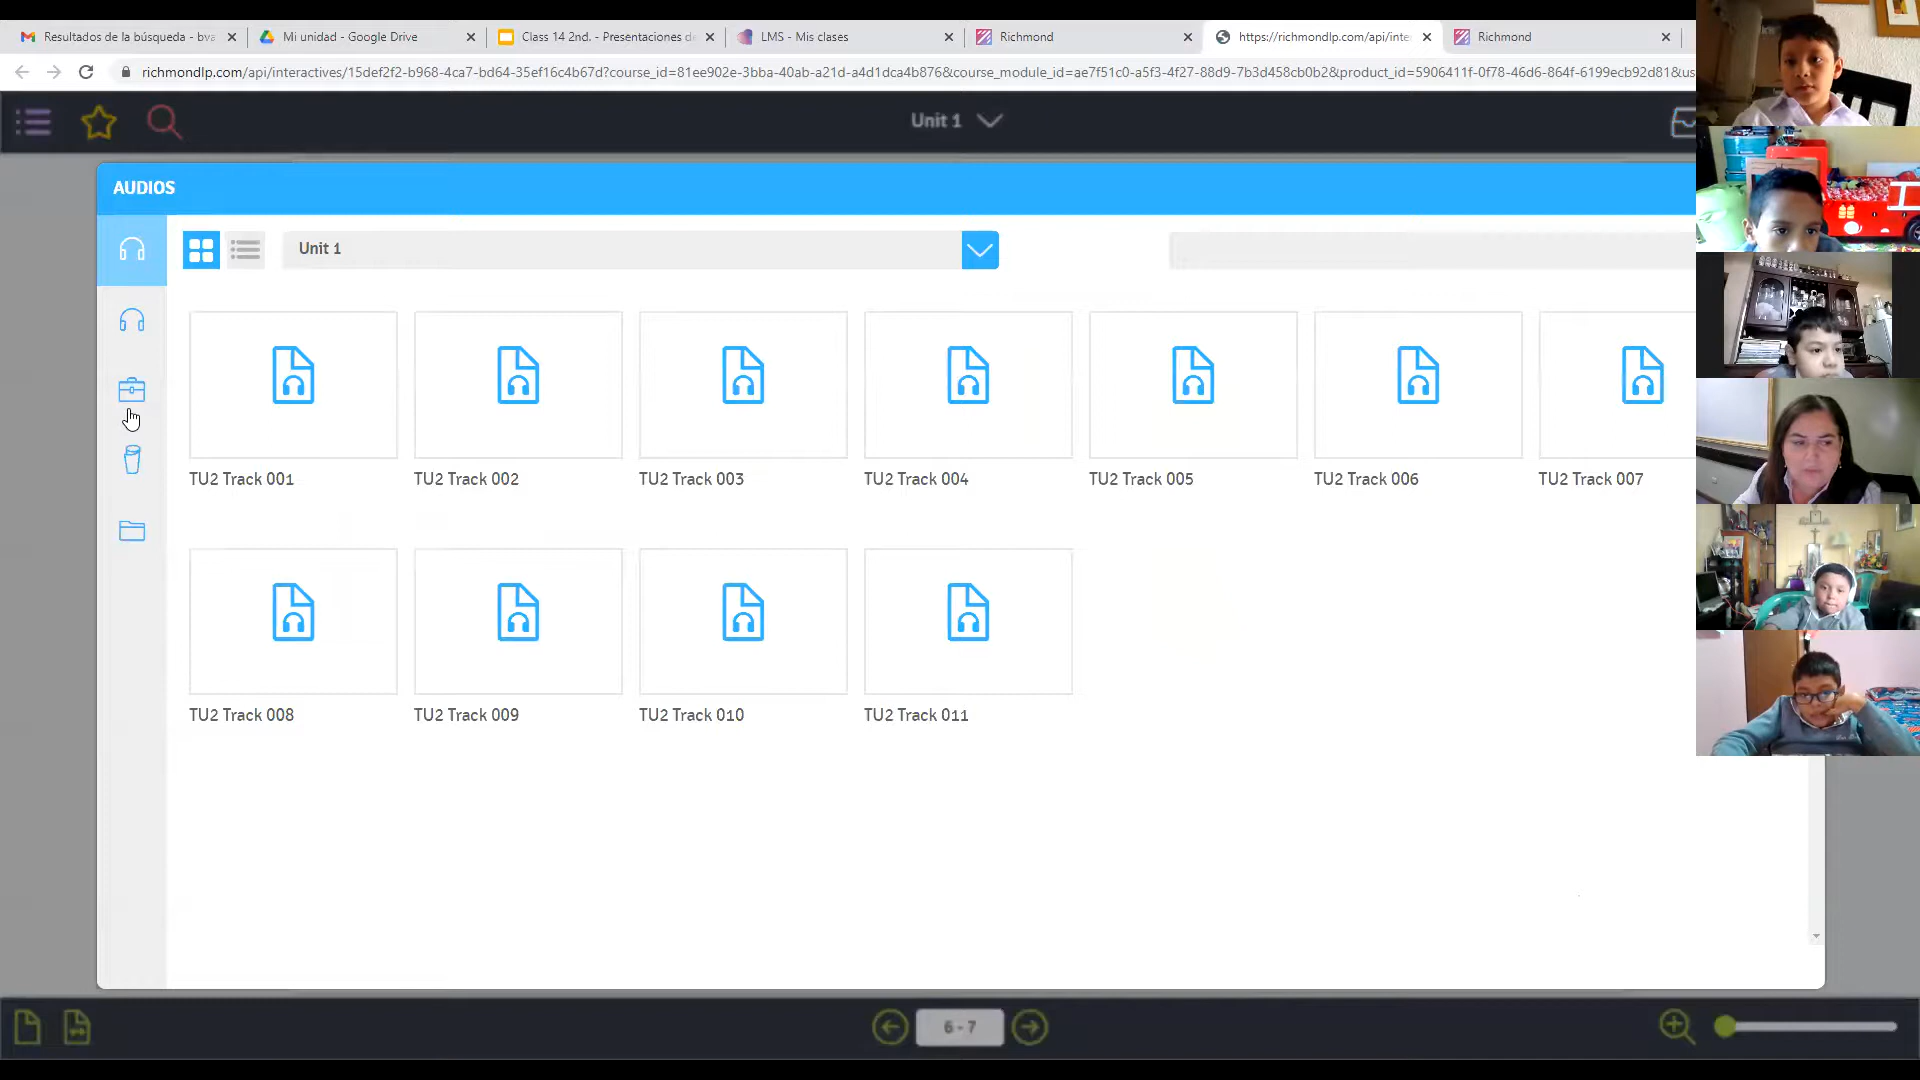 Resultados de la búsqueda - bva
Mi unidad - Google Drive
Class 14 2nd. - Presentaciones de
LMS - Mis clases
Richmond
https://richmondlp.com/api/inte
Richmond
richmondlp.com/api/interactives/15def2f2-b968-4ca7-bd64-35ef16c4b67d?course_id=81ee902e-3bba-40ab-a21d-a4d1dca4b876&course_module_id=ae7f51c0-a5f3-4f27-88d9-7b3d458cb0b2&product_id=5906411f-0f78-46d6-864f-6199ecb92d81&us
Unit 1
AUDIOS
Unit 1
TU2 Track 001
TU2 Track 002
TU2 Track 003
TU2 Track 004
TU2 Track 005
TU2 Track 006
TU2 Track 007
TU2 Track 008
TU2 Track 009
TU2 Track 010
TU2 Track 011
6 - 7